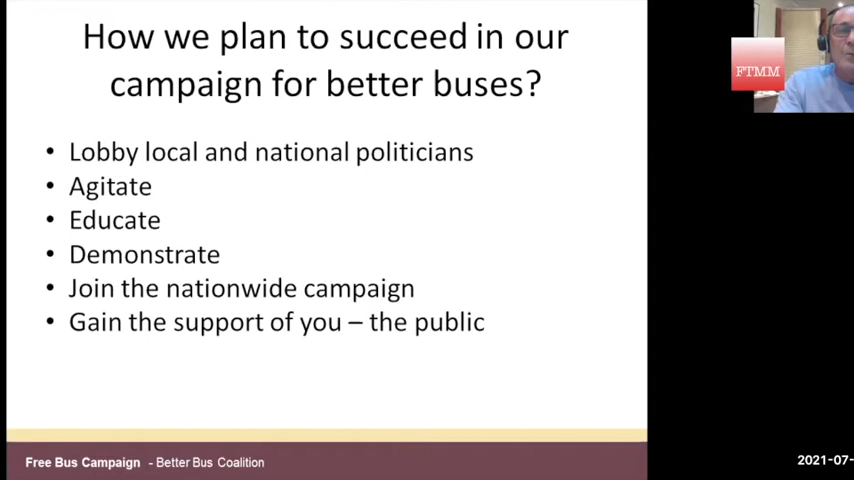 How we plan to succeed in our
campaign for better buses?
• Lobby local and national politicians
• Agitate
• Educate
• Demonstrate
• Join the nationwide campaign
• Gain the support of you – the public
FTMM
Free Bus Campaign - Better Bus Coalition
2021-07-